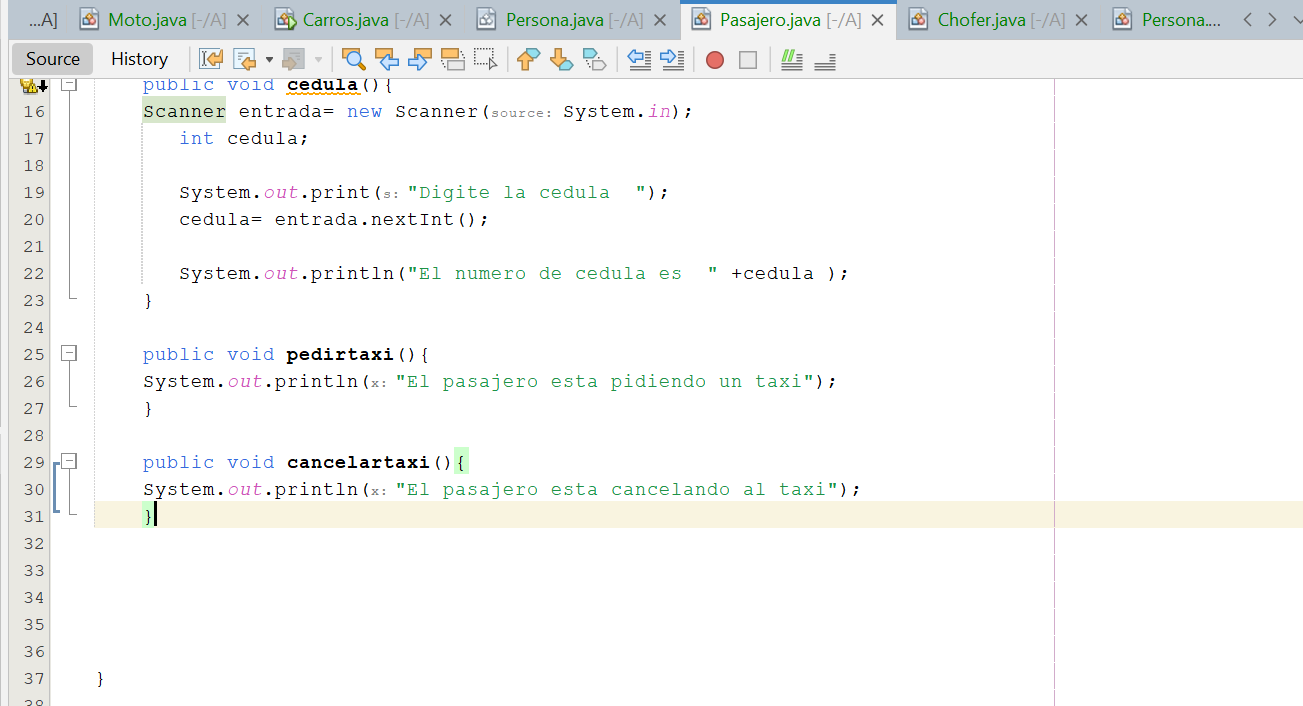 ...A] Moto.java [-/A] Carros.java [-/A] Persona.java [-/A] Pasajero.java [-/A] Chofer.java [-/A] Persona....
Source History
public void cedula(){
16 Scanner entrada= new Scanner(source: System.in);
17 int cedula;
18
19 System.out.print(s: "Digite la cedula  ");
20 cedula= entrada.nextInt();
21
22 System.out.println("El numero de cedula es  " +cedula );
23 }
24
25 public void pedirtaxi(){
26 System.out.println(x: "El pasajero esta pidiendo un taxi");
27 }
28
29 public void cancelartaxi(){
30 System.out.println(x: "El pasajero esta cancelando al taxi");
31 }
32
33
34
35
36
37 }
38